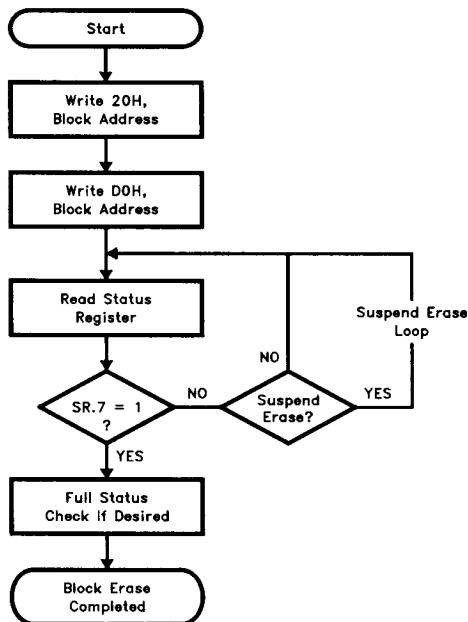 Start
Write 20H,
Block Address
Write D0H,
Block Address
Read Status
Register
Suspend Erase
Loop
NO
SR.7 = 1
?
NO
Suspend
Erase?
YES
YES
Full Status
Check If Desired
Block Erase
Completed